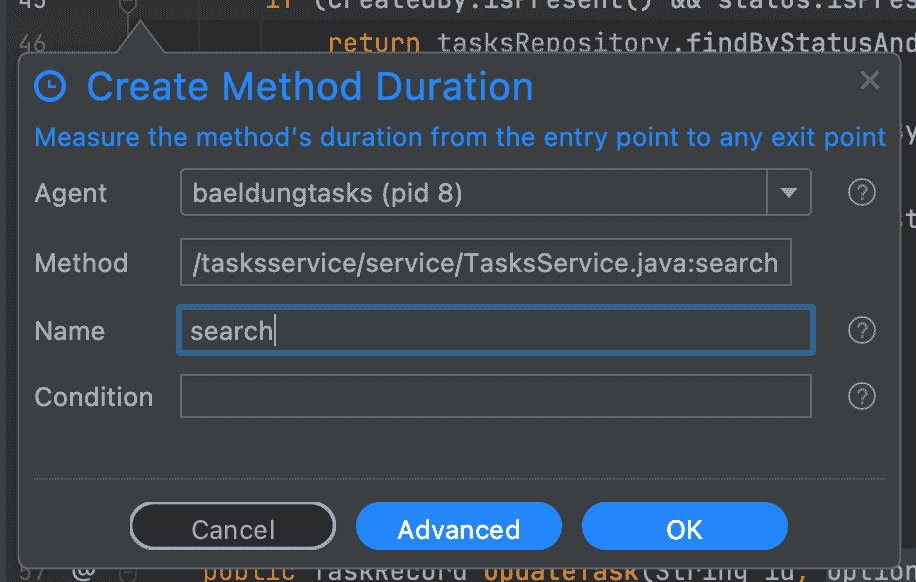 45 if (createdBy.isPresent() && status.isPres
46 return tasksRepository.findByStatusAnd
Create Method Duration
Measure the method's duration from the entry point to any exit point
Agent baeldungtasks (pid 8) ?
Method /tasksservice/service/TasksService.java:search
Name search ?
Condition ?
Cancel Advanced OK
57 @ public TaskRecord updateTask(String id, Option